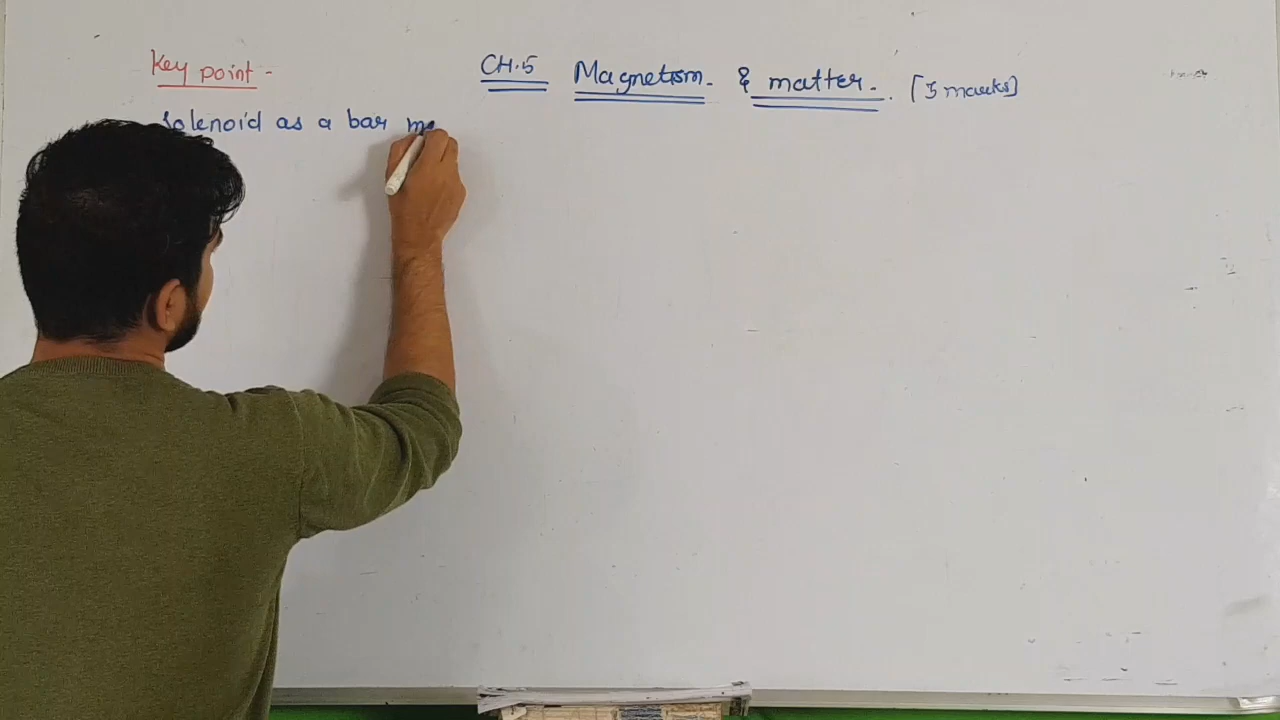 Key point -
CH.5 Magnetism. & matter. [5 marks]
Solenoid as a bar